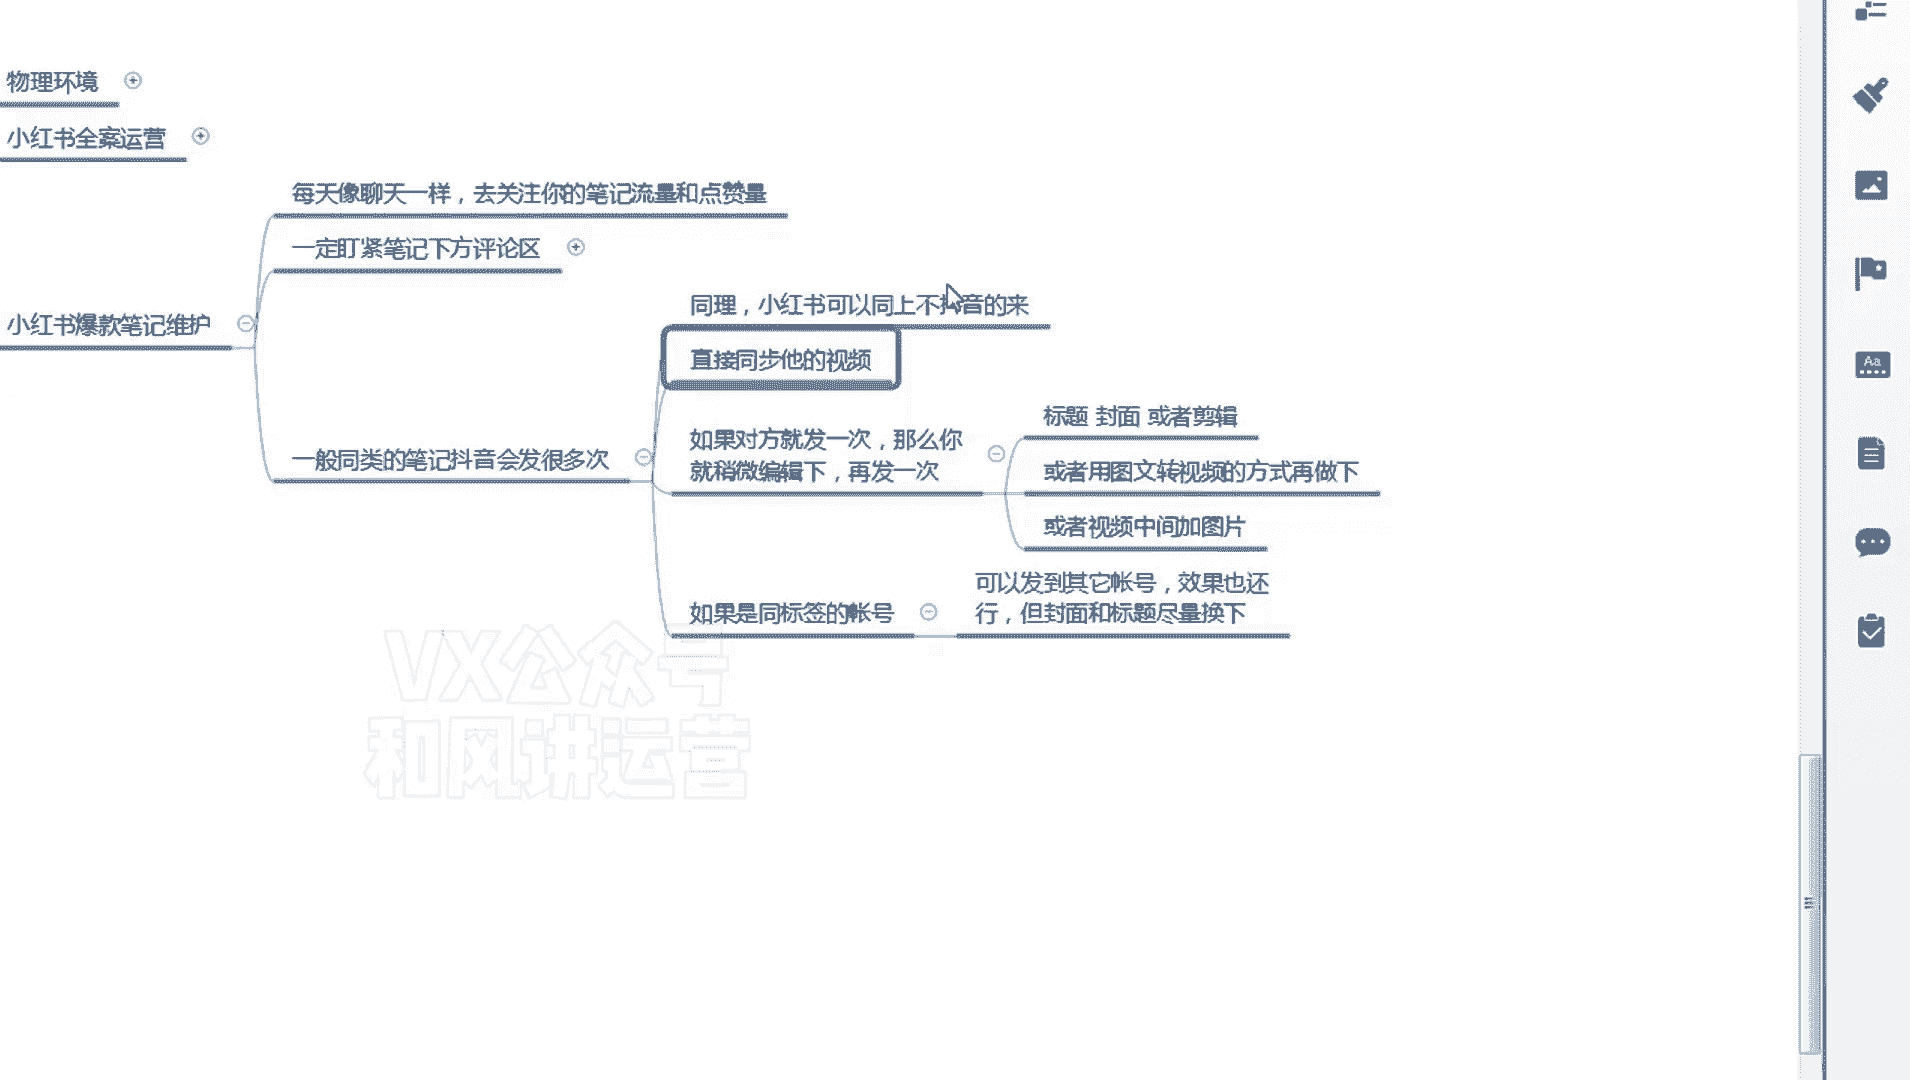 物理环境
小红书全案运营
每天像聊天一样，去关注你的笔记流量和点赞量
一定盯紧笔记下方评论区
小红书爆款笔记维护
同理，小红书可以同上不抖音的来
直接同步他的视频
一般同类的笔记抖音会发很多次
如果对方就发一次，那么你
就稍微编辑下，再发一次
标题 封面 或者剪辑
或者用图文转视频的方式再做下
或者视频中间加图片
如果是同标签的帐号
可以发到其它帐号，效果也还
行，但封面和标题尽量换下
VX公众号
和风讲运营
Aa